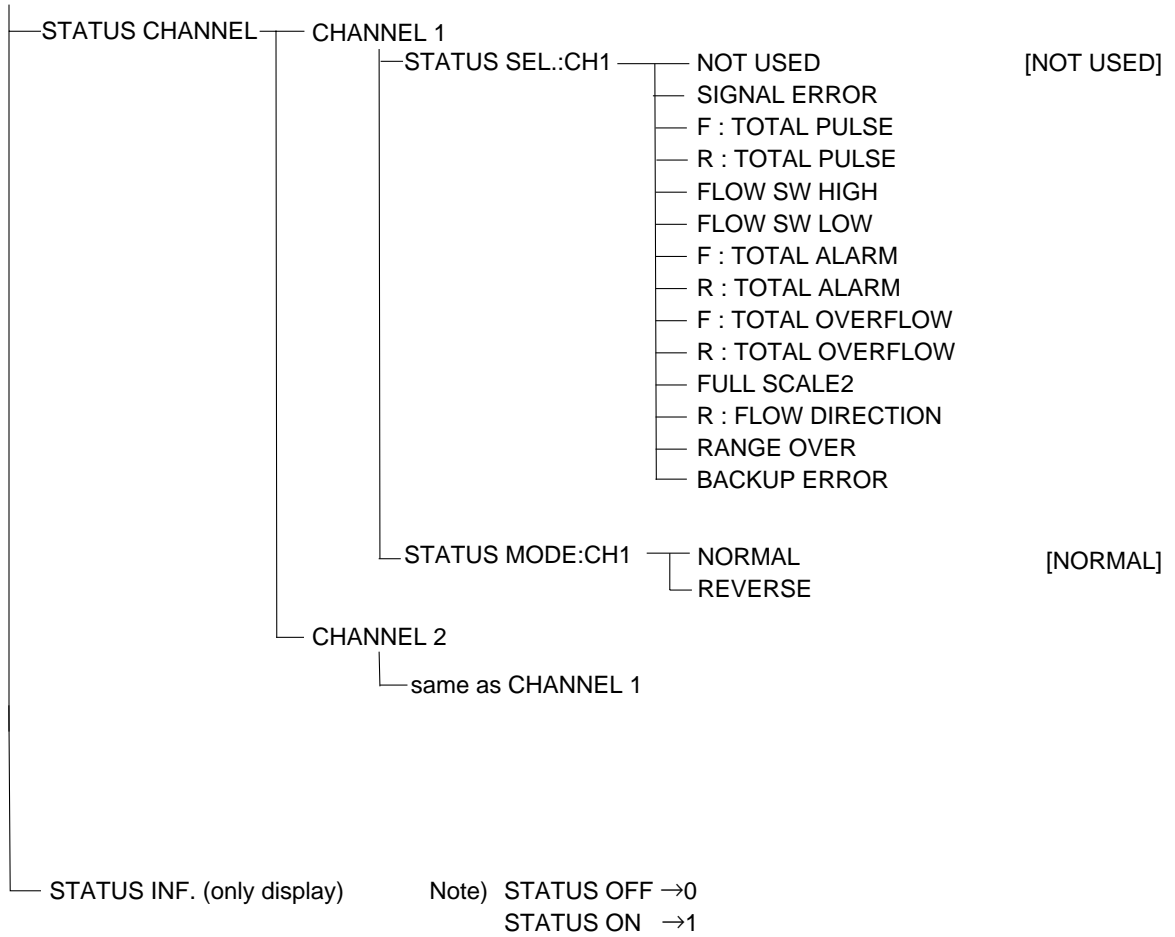 STATUS CHANNEL CHANNEL 1
STATUS SEL.:CH1 NOT USED [NOT USED]
SIGNAL ERROR
F : TOTAL PULSE
R : TOTAL PULSE
FLOW SW HIGH
FLOW SW LOW
F : TOTAL ALARM
R : TOTAL ALARM
F : TOTAL OVERFLOW
R : TOTAL OVERFLOW
FULL SCALE2
R : FLOW DIRECTION
RANGE OVER
BACKUP ERROR
STATUS MODE:CH1 NORMAL [NORMAL]
REVERSE
CHANNEL 2
same as CHANNEL 1
STATUS INF. (only display) Note) STATUS OFF →0
STATUS ON →1